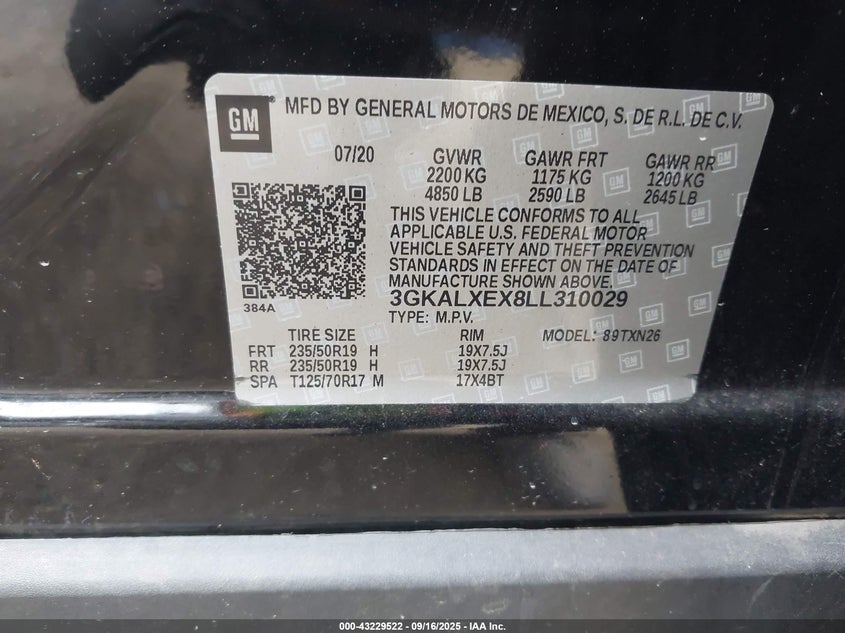 GM MFD BY GENERAL MOTORS DE MEXICO, S. DE R.L. DE C.V.
07/20 GVWR GAWR FRT GAWR RR
2200 KG 1175 KG 1200 KG
4850 LB 2590 LB 2645 LB
THIS VEHICLE CONFORMS TO ALL
APPLICABLE U.S. FEDERAL MOTOR
VEHICLE SAFETY AND THEFT PREVENTION
STANDARDS IN EFFECT ON THE DATE OF
MANUFACTURE SHOWN ABOVE.
384A
3GKALXEX8LL310029
TYPE: M.P.V.
TIRE SIZE RIM MODEL: 89TXN26
FRT 235/50R19 H 19X7.5J
RR 235/50R19 H 19X7.5J
SPA T125/70R17 M 17X4BT
000-43229522 - 09/16/2025 - IAA Inc.